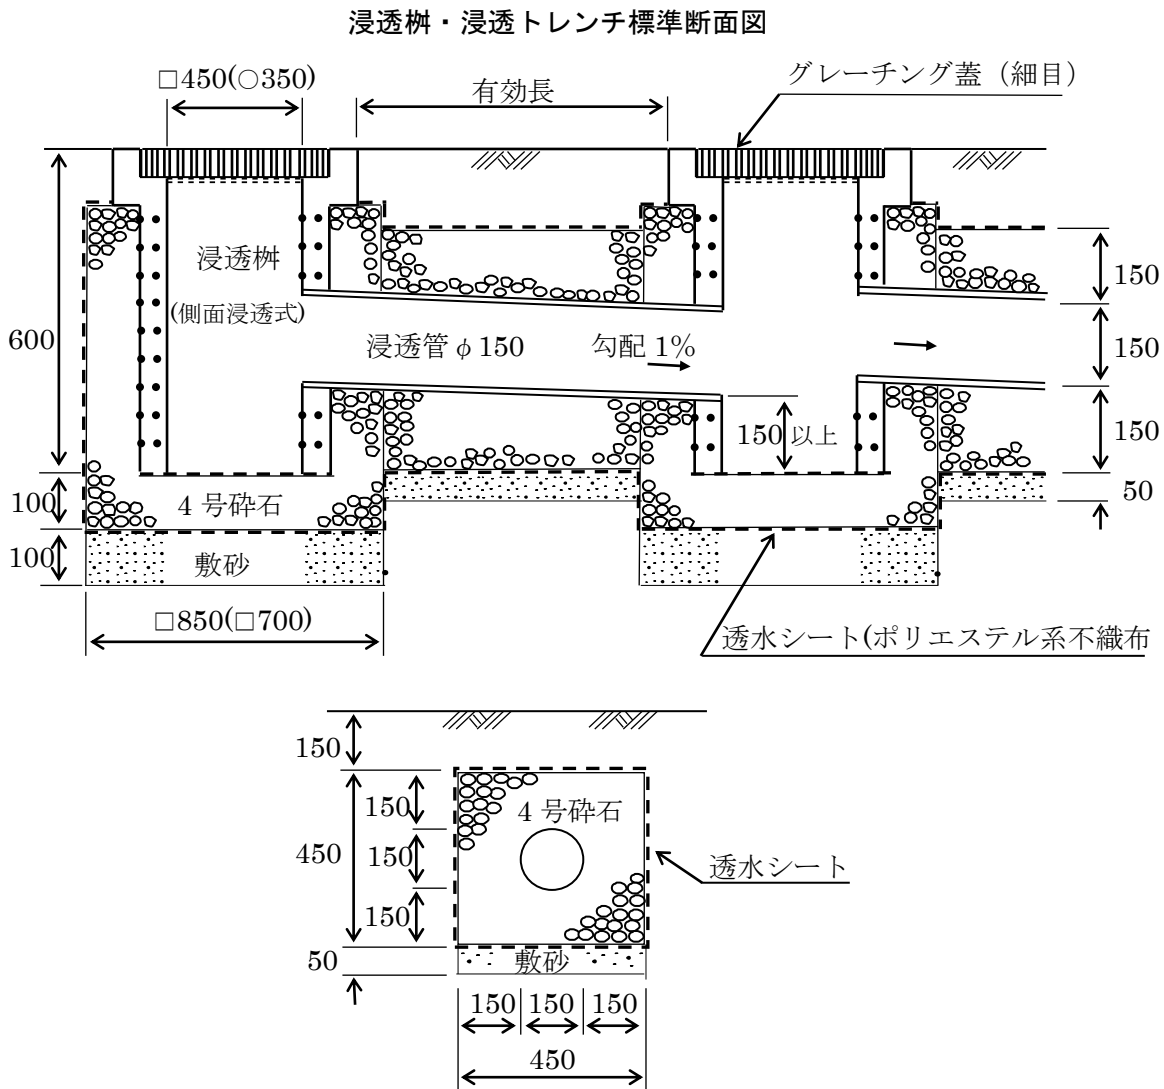 浸透桝・浸透トレンチ標準断面図
□450(○350)
有効長
グレーチング蓋（細目）
浸透桝
(側面浸透式)
150
600
浸透管φ150
勾配 1%
150
150 以上
150
100
4 号砕石
50
100
敷砂
□850(□700)
透水シート(ポリエステル系不織布
150
150
4 号砕石
450
150
透水シート
150
50
敷砂
150
150
150
450